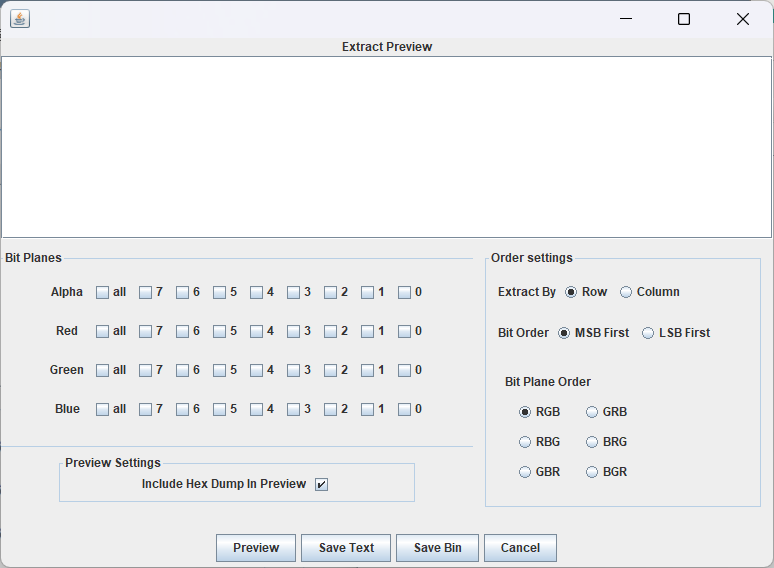 Extract Preview
Bit Planes
Alpha all 7 6 5 4 3 2 1 0
Red all 7 6 5 4 3 2 1 0
Green all 7 6 5 4 3 2 1 0
Blue all 7 6 5 4 3 2 1 0
Preview Settings
Include Hex Dump In Preview
Order settings
Extract By Row Column
Bit Order MSB First LSB First
Bit Plane Order
RGB GRB
RBG BRG
GBR BGR
Preview Save Text Save Bin Cancel